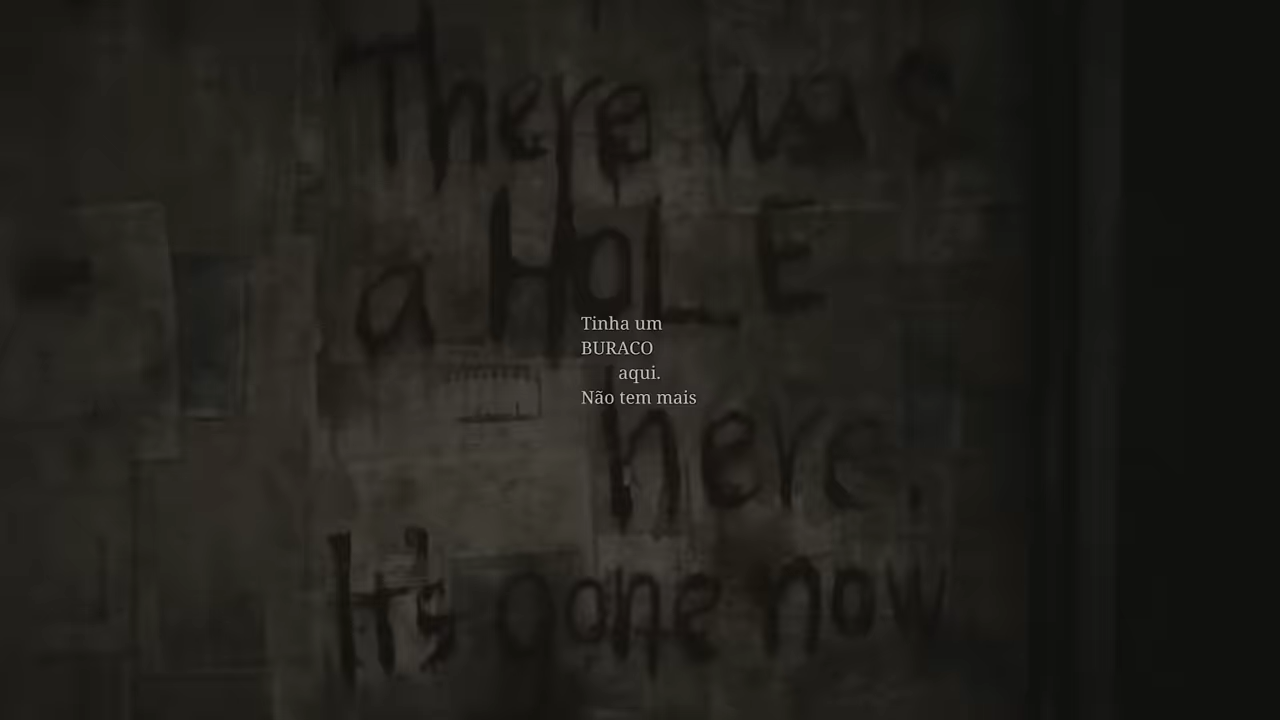 There was
a HOLE
here.
It's gone now
Tinha um
BURACO
aqui.
Não tem mais